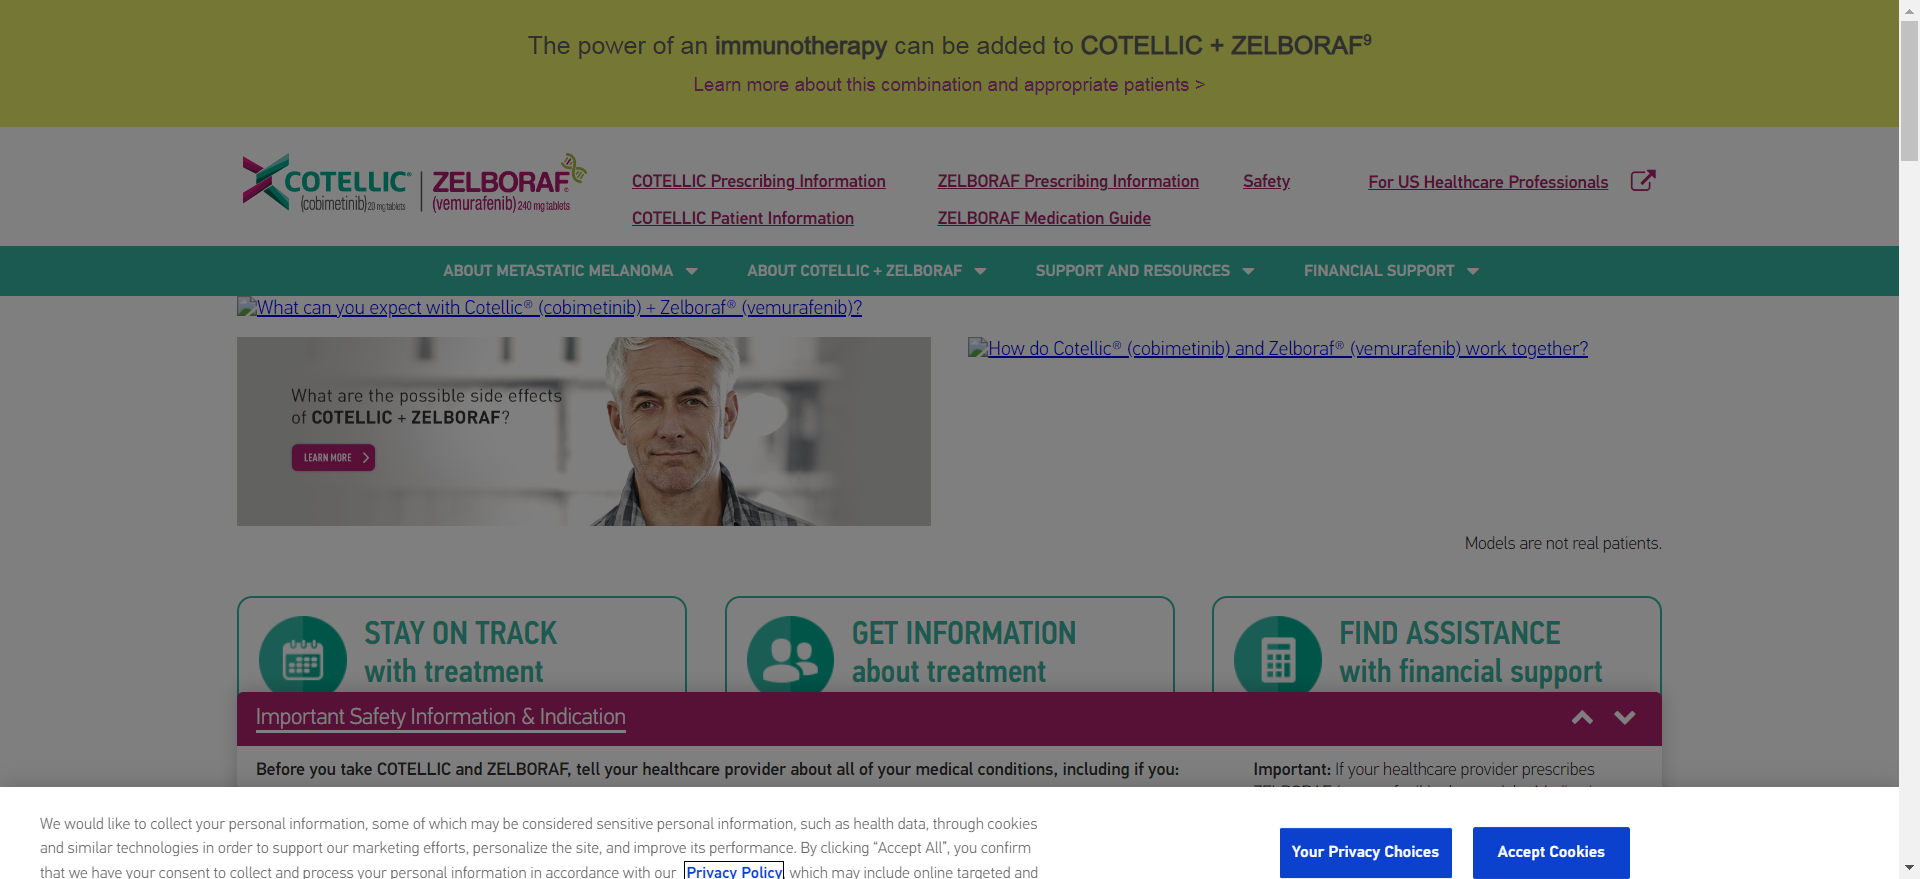 The power of an immunotherapy can be added to COTELLIC + ZELBORAF⁹
Learn more about this combination and appropriate patients >
COTELLIC®
(cobimetinib) 20 mg tablets
ZELBORAF®
(vemurafenib) 240 mg tablets
COTELLIC Prescribing Information
ZELBORAF Prescribing Information
Safety
For US Healthcare Professionals
COTELLIC Patient Information
ZELBORAF Medication Guide
ABOUT METASTATIC MELANOMA
ABOUT COTELLIC + ZELBORAF
SUPPORT AND RESOURCES
FINANCIAL SUPPORT
What can you expect with Cotellic® (cobimetinib) + Zelboraf® (vemurafenib)?
What are the possible side effects
of COTELLIC + ZELBORAF?
LEARN MORE
How do Cotellic® (cobimetinib) and Zelboraf® (vemurafenib) work together?
Models are not real patients.
STAY ON TRACK
with treatment
GET INFORMATION
about treatment
FIND ASSISTANCE
with financial support
Important Safety Information & Indication
Before you take COTELLIC and ZELBORAF, tell your healthcare provider about all of your medical conditions, including if you:
Important: If your healthcare provider prescribes
We would like to collect your personal information, some of which may be considered sensitive personal information, such as health data, through cookies
and similar technologies in order to support our marketing efforts, personalize the site, and improve its performance. By clicking “Accept All”, you confirm
that we have your consent to collect and process your personal information in accordance with our Privacy Policy, which may include online targeted and
Your Privacy Choices
Accept Cookies